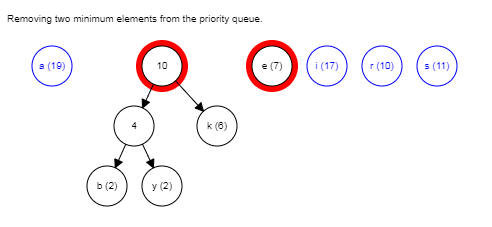 Removing two minimum elements from the priority queue.
a (19) 10 e (7) i (17) r (10) s (11)
4 k (6)
b (2) y (2)